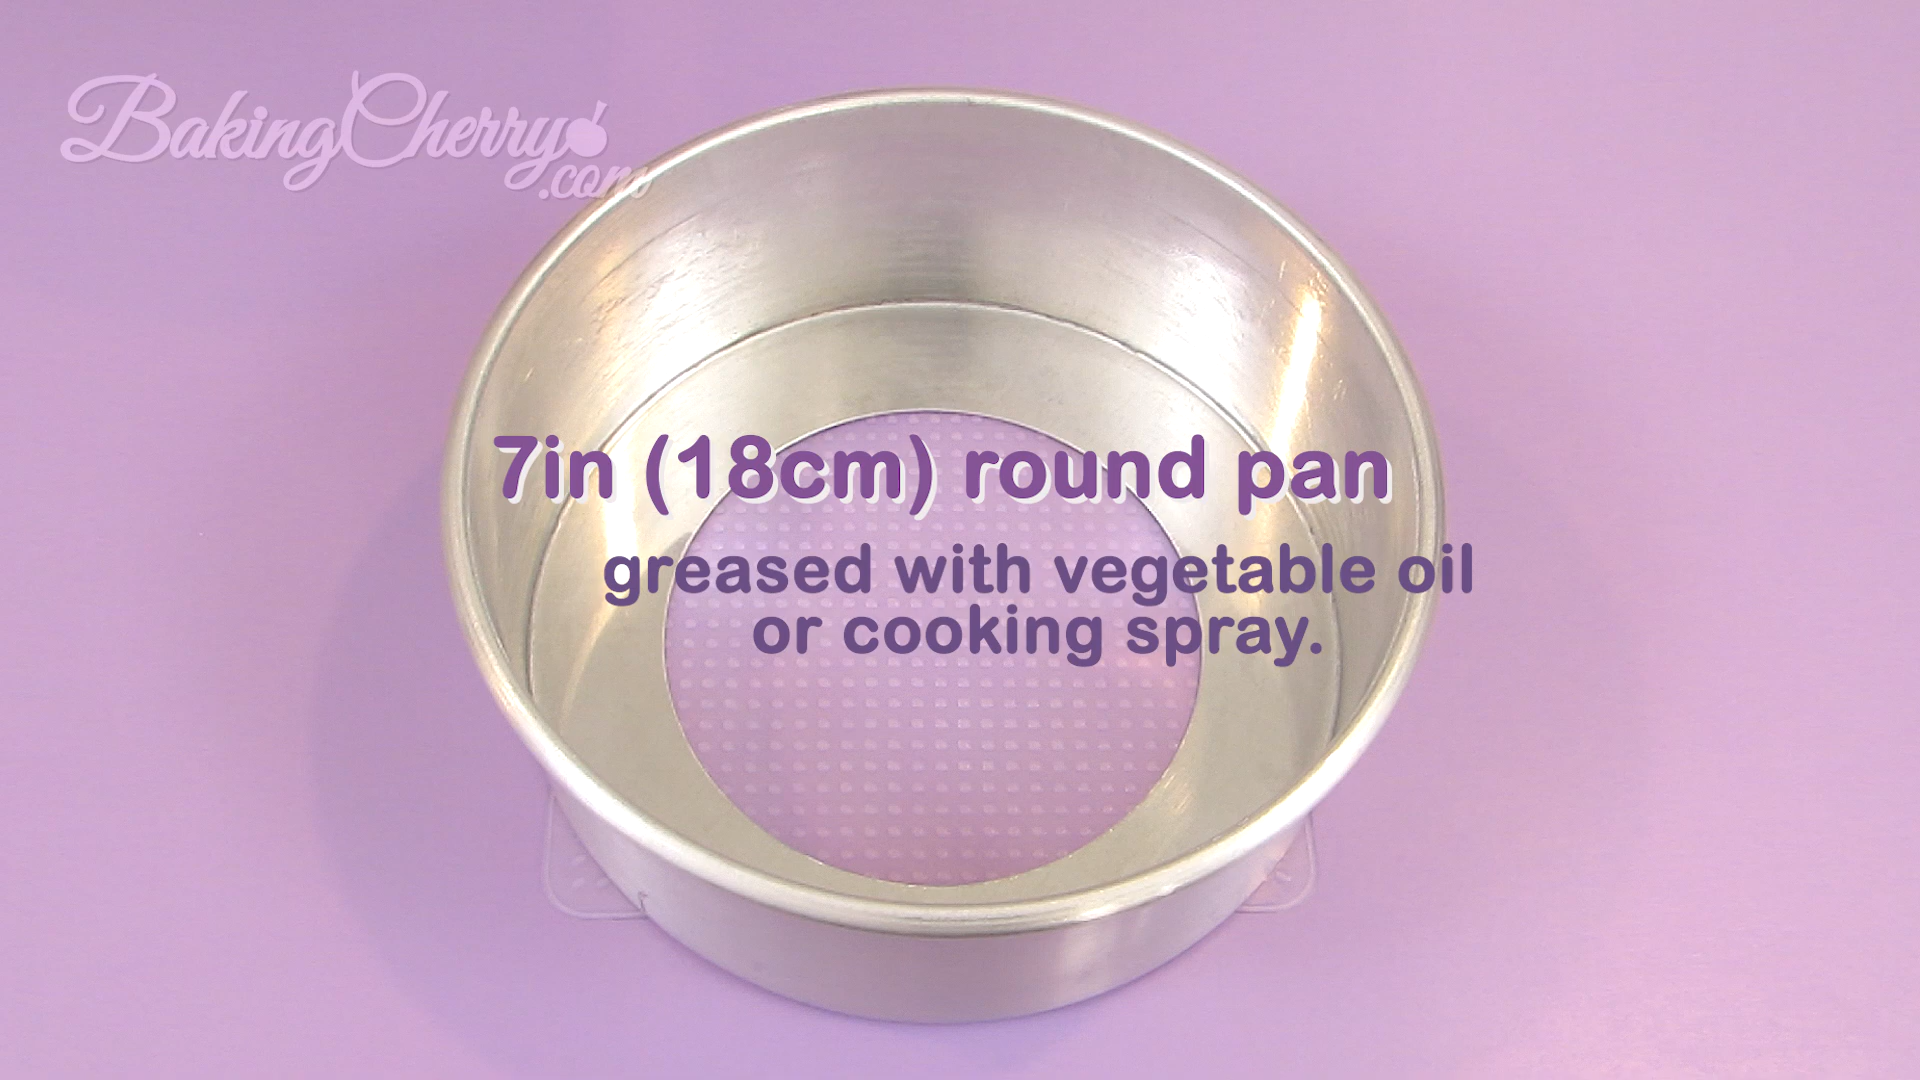 BakingCherry
.com
7in (18cm) round pan
greased with vegetable oil
or cooking spray.